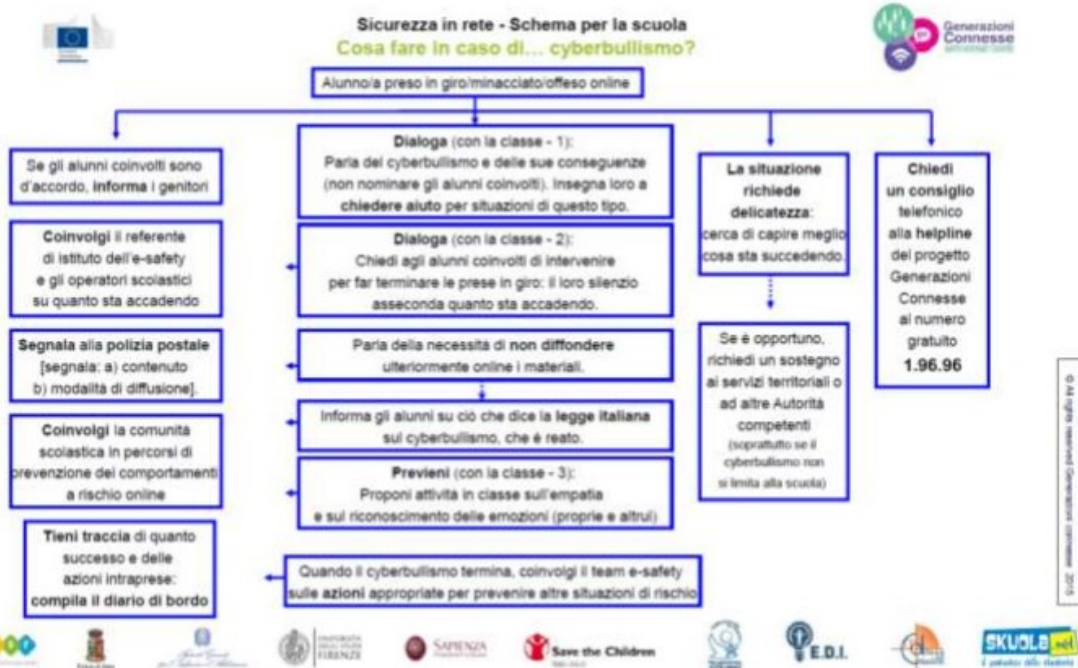 Sicurezza in rete - Schema per la scuola
Cosa fare in caso di... cyberbullismo?
Generazioni
Connesse
Alunno/a preso in giro/minacciato/offeso online
Se gli alunni coinvolti sono
d'accordo, informa i genitori
Coinvolgi il referente
di istituto dell'e-safety
e gli operatori scolastici
su quanto sta accadendo
Segnala alla polizia postale
[segnala: a) contenuto
b) modalità di diffusione].
Coinvolgi la comunità
scolastica in percorsi di
prevenzione dei comportamenti
a rischio online
Tieni traccia di quanto
successo e delle
azioni intraprese:
compila il diario di bordo
Dialoga (con la classe - 1):
Parla del cyberbullismo e delle sue conseguenze
(non nominare gli alunni coinvolti). Insegna loro a
chiedere aiuto per situazioni di questo tipo.
Dialoga (con la classe - 2):
Chiedi agli alunni coinvolti di intervenire
per far terminare le prese in giro: il loro silenzio
asseconda quanto sta accadendo.
Parla della necessità di non diffondere
ulteriormente online i materiali.
Informa gli alunni su ciò che dice la legge italiana
sul cyberbullismo, che è reato.
Previeni (con la classe - 3):
Proponi attività in classe sull'empatia
e sul riconoscimento delle emozioni (proprie e altrui)
Quando il cyberbullismo termina, coinvolgi il team e-safety
sulle azioni appropriate per prevenire altre situazioni di rischio
La situazione
richiede
delicatezza:
cerca di capire meglio
cosa sta succedendo.
Se è opportuno,
richiedi un sostegno
ai servizi territoriali o
ad altre Autorità
competenti
(soprattutto se il
cyberbullismo non
si limita alla scuola)
Chiedi
un consiglio
telefonico
alla helpline
del progetto
Generazioni
Connesse
al numero
gratuito
1.96.96
© All rights reserved Generazioni connesse 2015
UNIVERSITÀ
DEGLI STUDI
FIRENZE
SAPIENZA
Save the Children
E.D.I.
SKUOLA.net